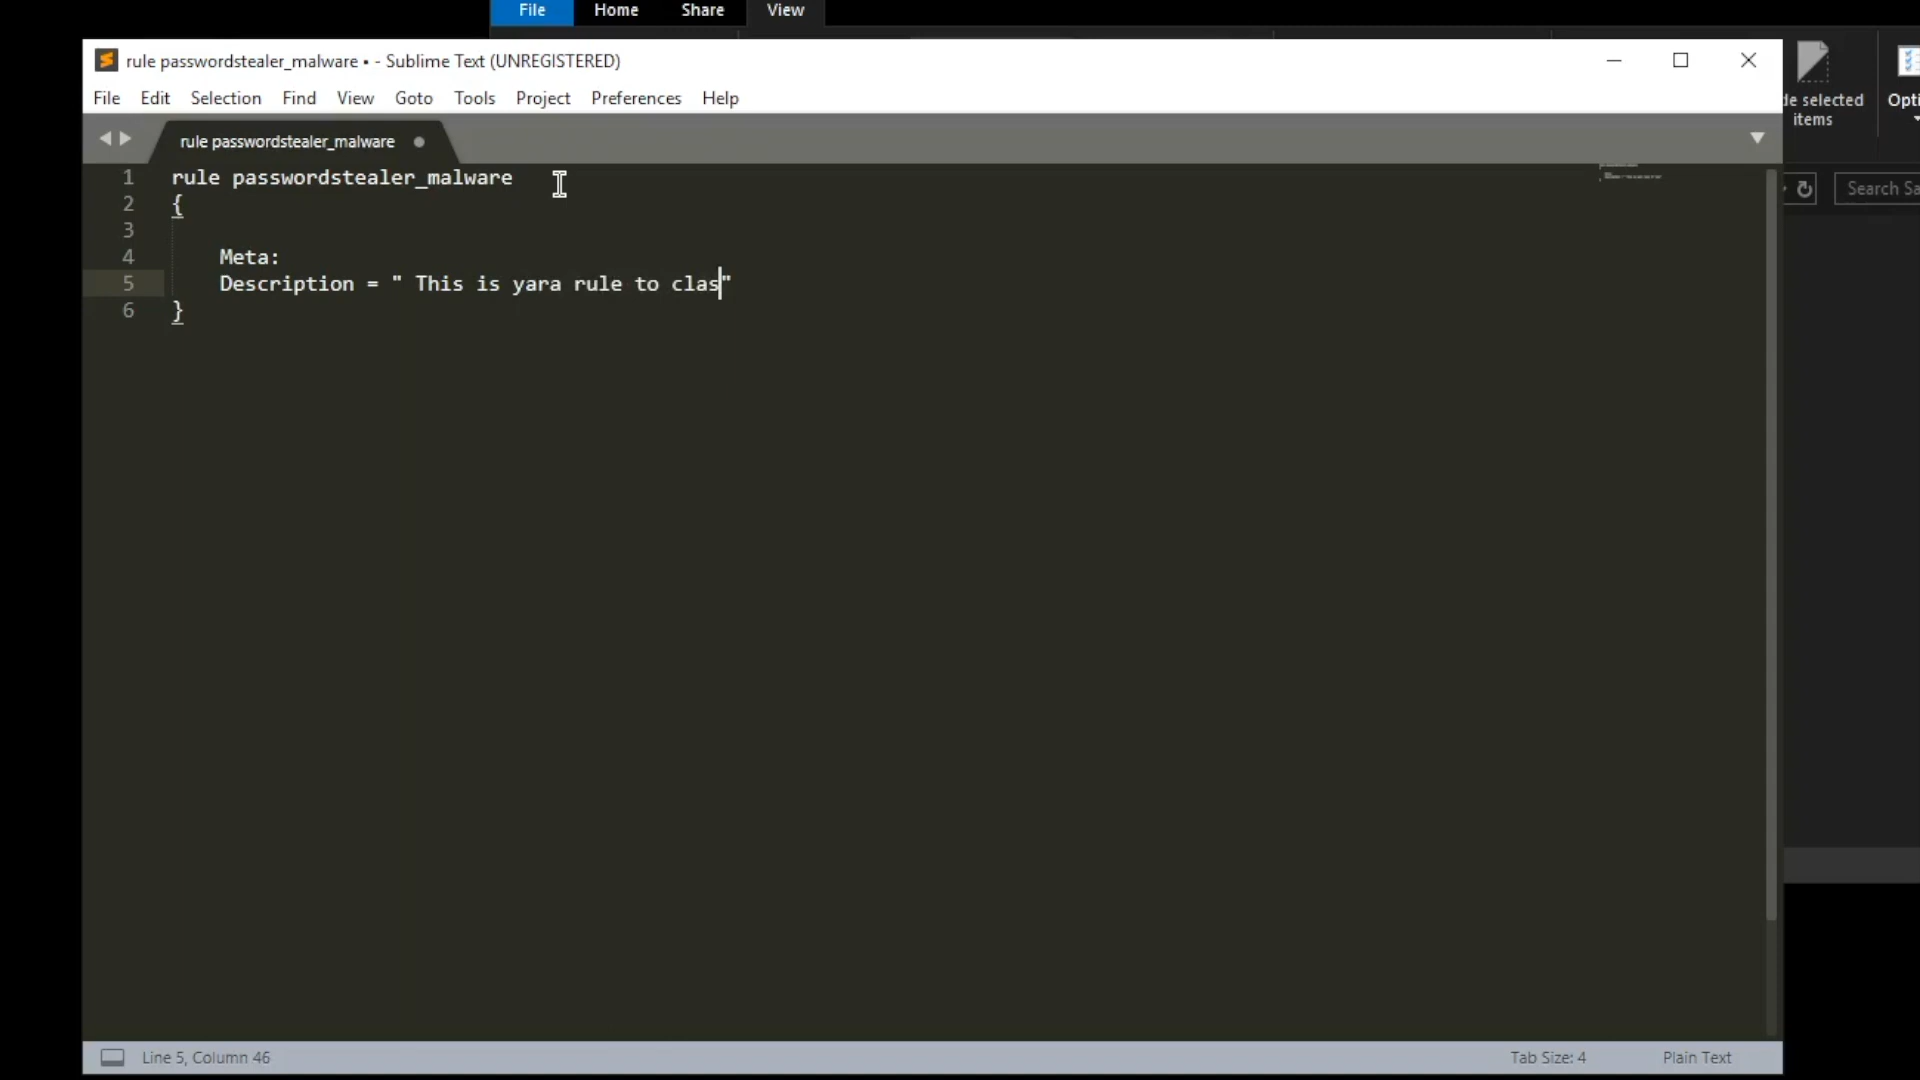 File Home Share View
rule passwordstealer_malware • - Sublime Text (UNREGISTERED)
File Edit Selection Find View Goto Tools Project Preferences Help
selected
items
rule passwordstealer_malware
Search
1 rule passwordstealer_malware
2 {
3
4 Meta:
5 Description = " This is yara rule to clas"
6 }
Line 5, Column 46
Tab Size: 4
Plain Text